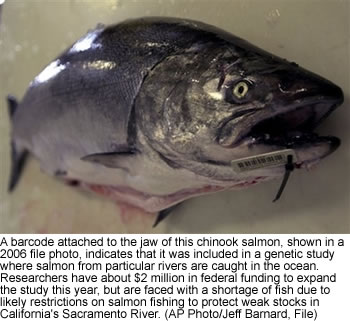 A barcode attached to the jaw of this chinook salmon, shown in a
2006 file photo, indicates that it was included in a genetic study
where salmon from particular rivers are caught in the ocean.
Researchers have about $2 million in federal funding to expand
the study this year, but are faced with a shortage of fish due to
likely restrictions on salmon fishing to protect weak stocks in
California's Sacramento River. (AP Photo/Jeff Barnard, File)